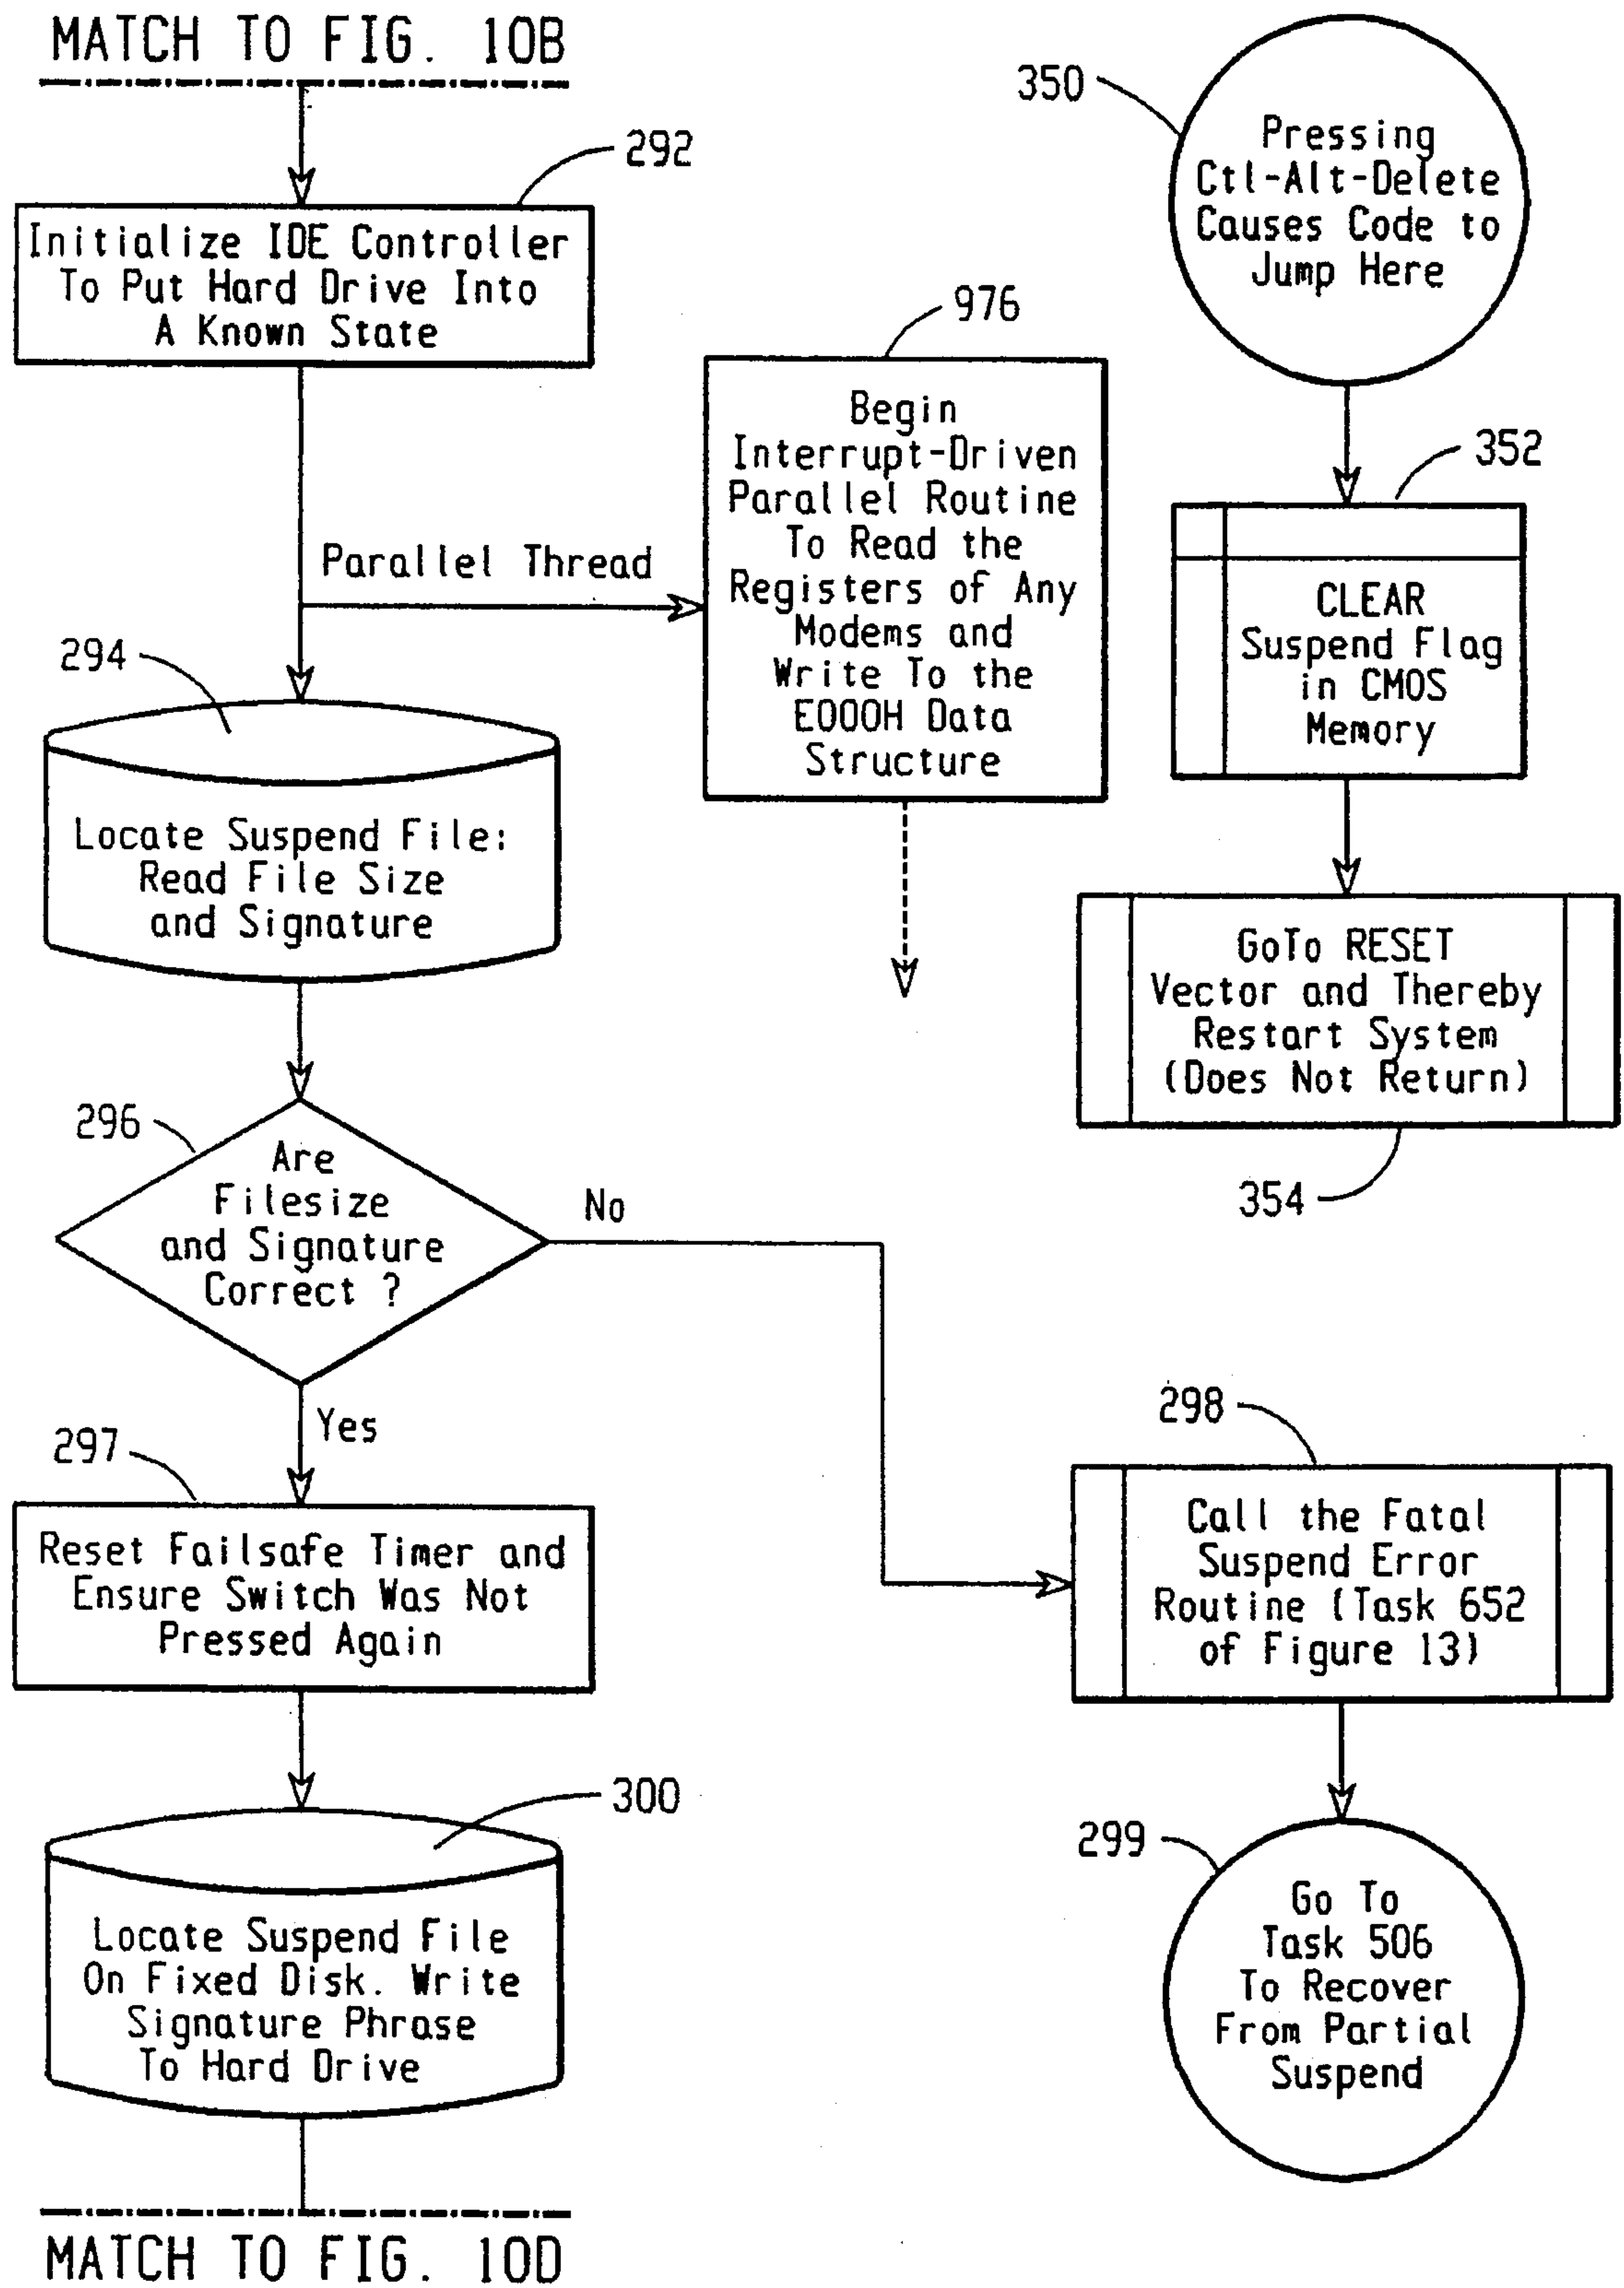 MATCH TO FIG. 10B
292
Initialize IDE Controller
To Put Hard Drive Into
A Known State
Parallel Thread
976
Begin
Interrupt-Driven
Parallel Routine
To Read the
Registers of Any
Modems and
Write To the
E000H Data
Structure
294
Locate Suspend File:
Read File Size
and Signature
296
Are
Filesize
and Signature
Correct ?
No
Yes
297
Reset Failsafe Timer and
Ensure Switch Was Not
Pressed Again
300
Locate Suspend File
On Fixed Disk. Write
Signature Phrase
To Hard Drive
MATCH TO FIG. 10D
350
Pressing
Ctl-Alt-Delete
Causes Code to
Jump Here
352
CLEAR
Suspend Flag
in CMOS
Memory
GoTo RESET
Vector and Thereby
Restart System
(Does Not Return)
354
298
Call the Fatal
Suspend Error
Routine (Task 652
of Figure 13)
299
Go To
Task 506
To Recover
From Partial
Suspend